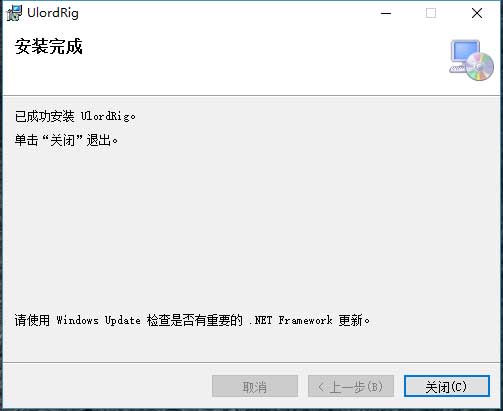 UlordRig
安装完成
已成功安装 UlordRig。
单击“关闭”退出。
请使用 Windows Update 检查是否有重要的 .NET Framework 更新。
取消
< 上一步(B)
关闭(C)